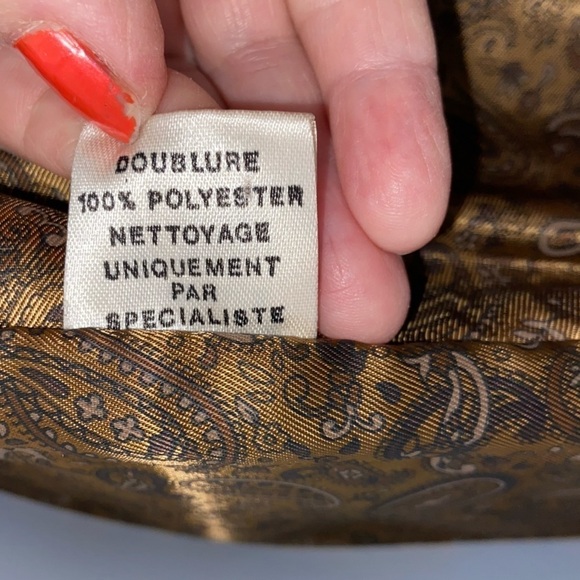 DOUBLURE
100% POLYESTER
NETTOYAGE
UNIQUEMENT
PAR
SPECIALISTE